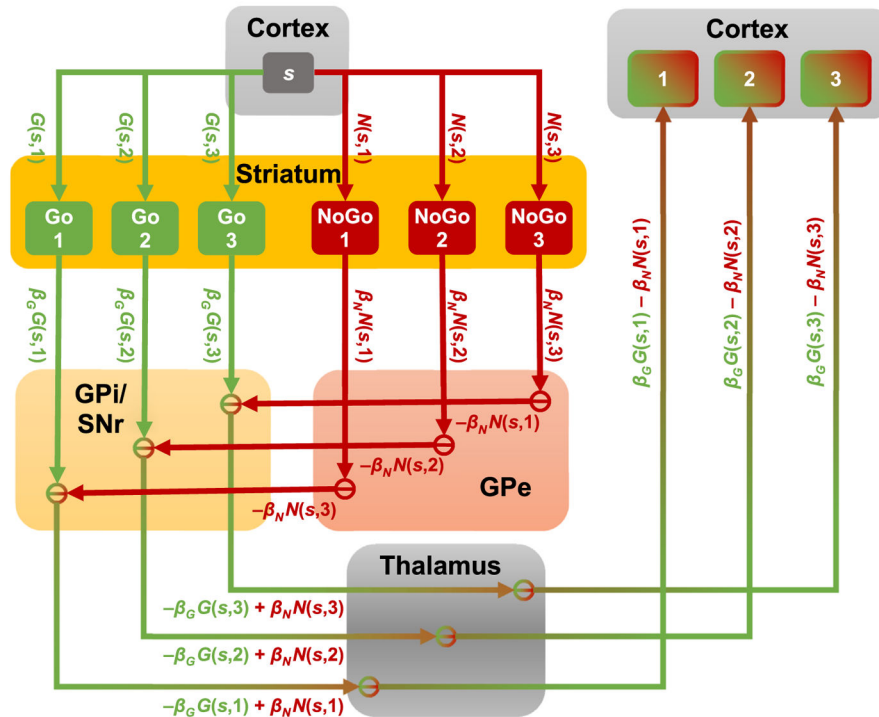 Cortex
s
G(s,1)
G(s,2)
G(s,3)
N(s,1)
N(s,2)
N(s,3)
Cortex
1
2
3
Striatum
Go
1
Go
2
Go
3
NoGo
1
NoGo
2
NoGo
3
β_G G(s,1)
β_G G(s,2)
β_G G(s,3)
β_N N(s,1)
β_N N(s,2)
β_N N(s,3)
β_G G(s,1) – β_N N(s,1)
β_G G(s,2) – β_N N(s,2)
β_G G(s,3) – β_N N(s,3)
GPi/
SNr
–β_N N(s,1)
–β_N N(s,2)
–β_N N(s,3)
GPe
Thalamus
–β_G G(s,3) + β_N N(s,3)
–β_G G(s,2) + β_N N(s,2)
–β_G G(s,1) + β_N N(s,1)